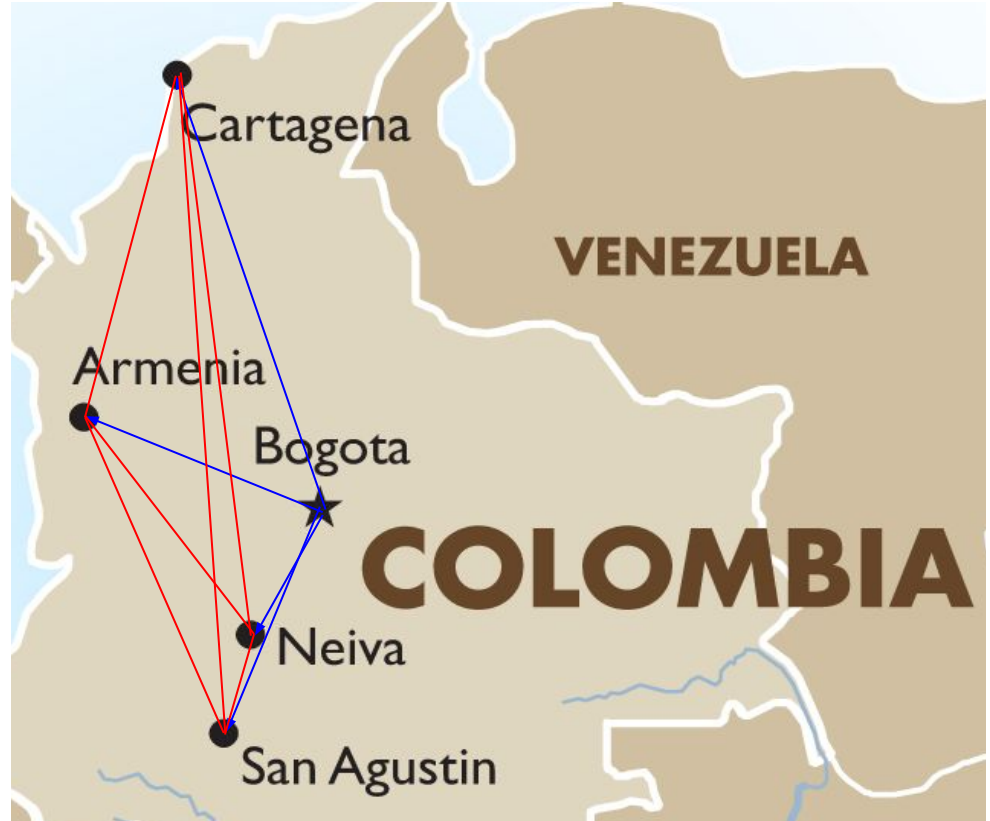 Cartagena
VENEZUELA
Armenia
Bogota
COLOMBIA
Neiva
San Agustin